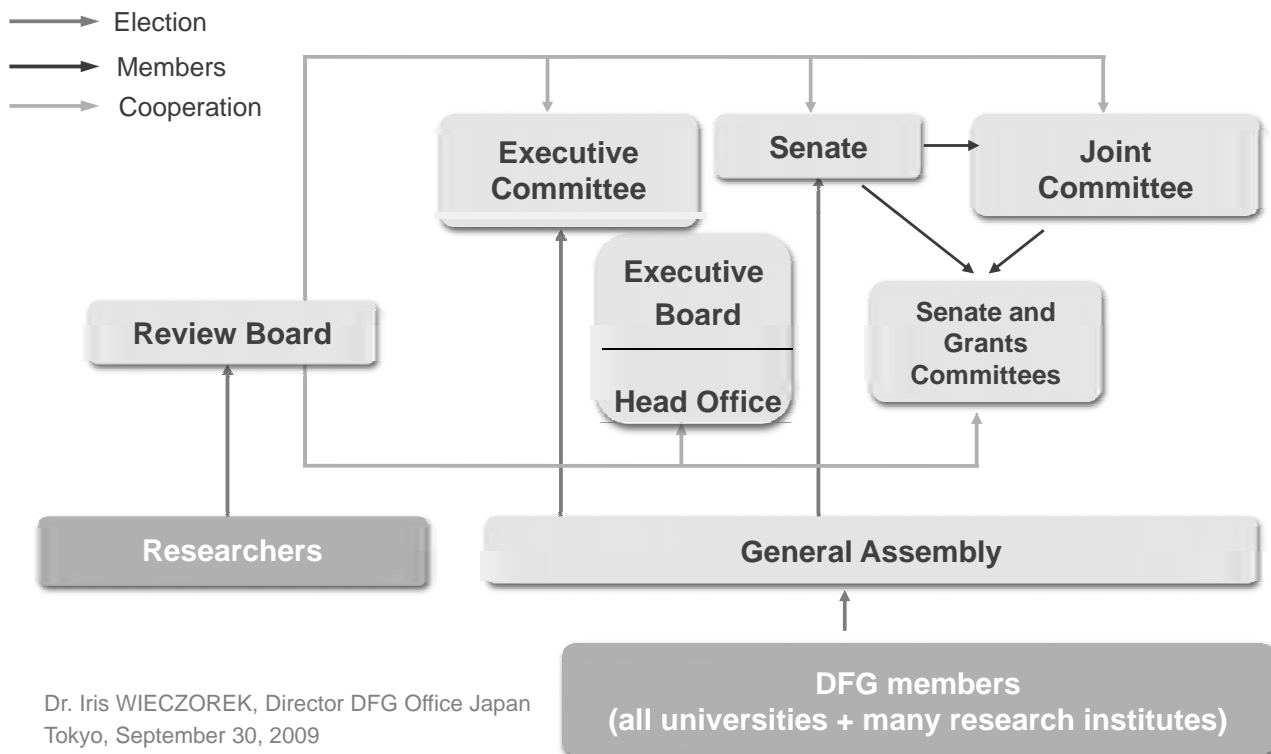 Election
Members
Cooperation
Executive
Committee
Senate
Joint
Committee
Executive
Board
Head Office
Senate and
Grants
Committees
Review Board
Researchers
General Assembly
DFG members
(all universities + many research institutes)
Dr. Iris WIECZOREK, Director DFG Office Japan
Tokyo, September 30, 2009